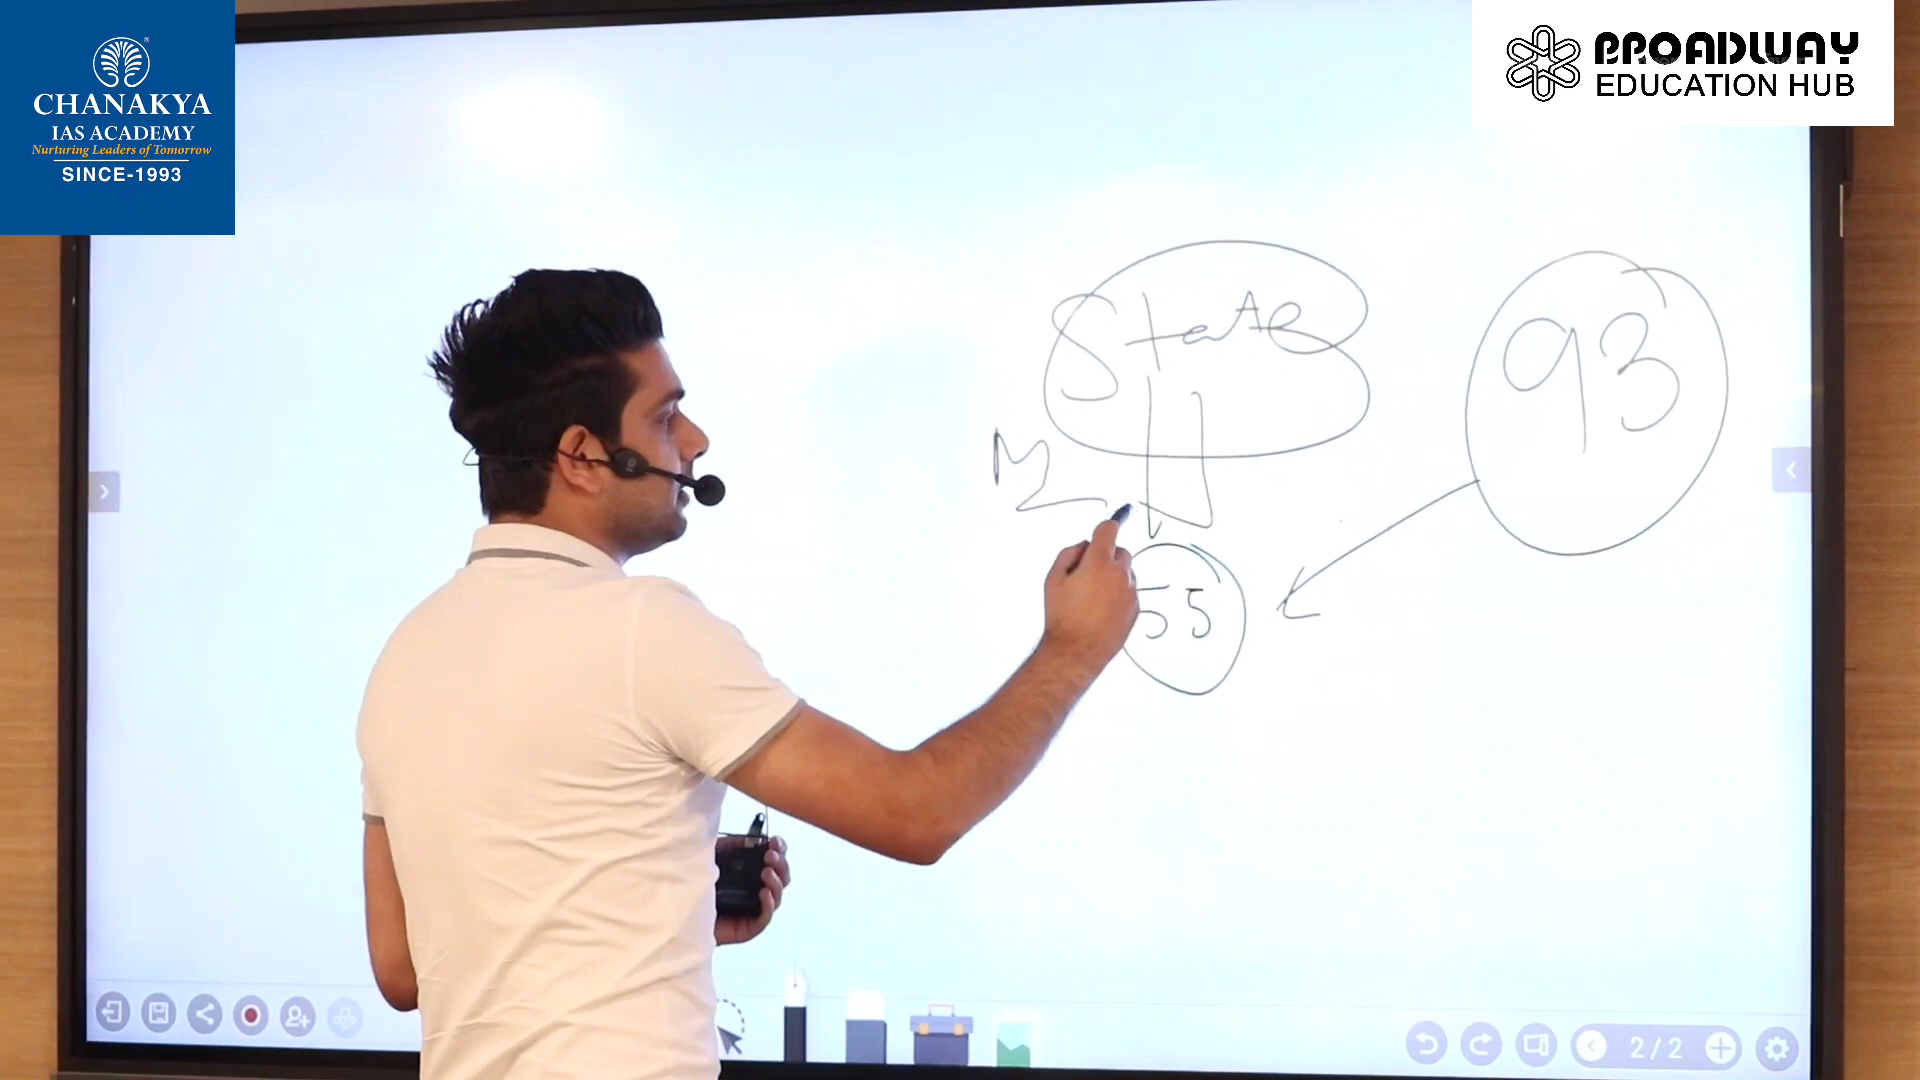 CHANAKYA
IAS ACADEMY
Nurturing Leaders of Tomorrow
SINCE-1993
BROADWAY
EDUCATION HUB
State
93
55
2/2